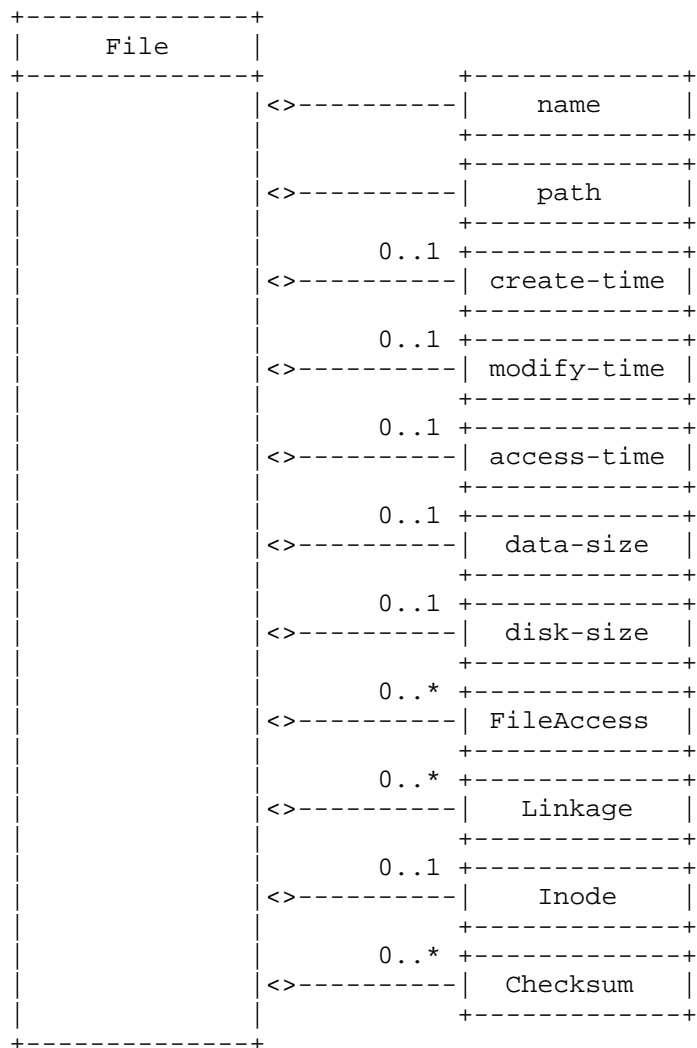 File
<>---------- name
<>---------- path
0..1
<>---------- create-time
0..1
<>---------- modify-time
0..1
<>---------- access-time
0..1
<>---------- data-size
0..1
<>---------- disk-size
0..*
<>---------- FileAccess
0..*
<>---------- Linkage
0..1
<>---------- Inode
0..*
<>---------- Checksum